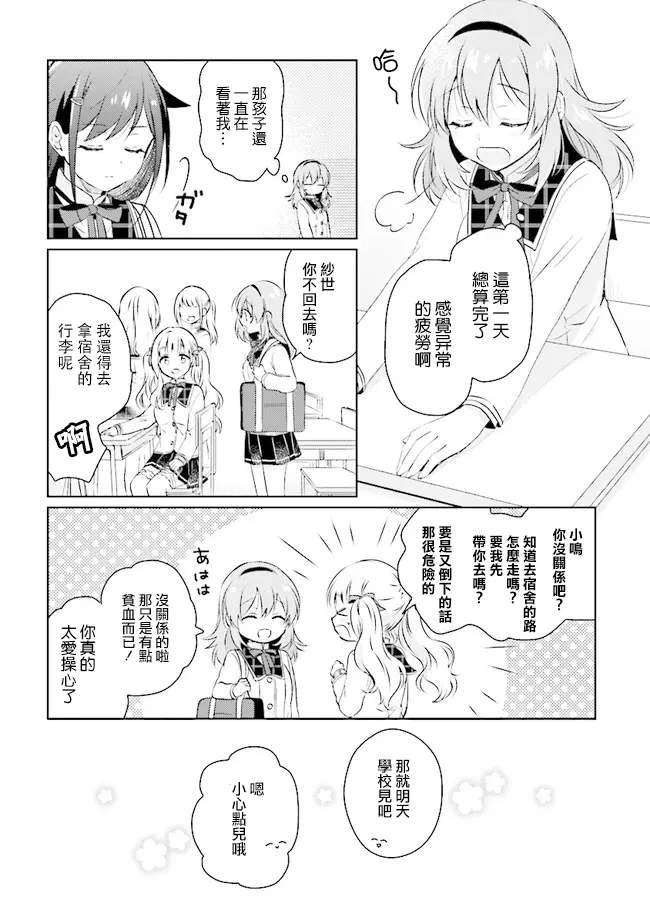 哈～
這第一天
總算完了
感覺异常
的疲勞啊
那孩子還
一直在
看著我…
ガタ
紗世
你不回去嗎？
我還得去
拿宿舍的
行李呢
啊
小鳴
你沒關係吧？
知道去宿舍的路
怎麼走嗎？
要我先
帶你去嗎？
要是又倒下的話
那很危險的
あはは
沒關係的啦
那只是有點
貧血而已！
你真的
太愛操心了
那就明天
學校見吧
嗯
小心點兒哦